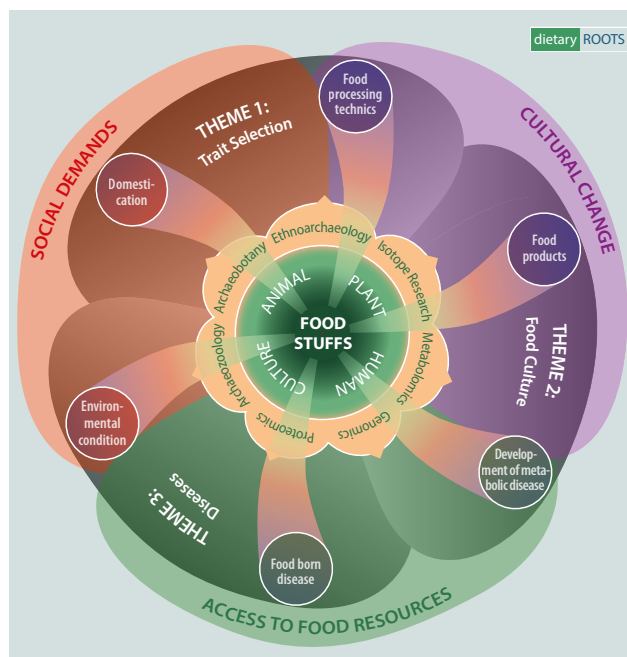 dietary ROOTS
SOCIAL DEMANDS
CULTURAL CHANGE
ACCESS TO FOOD RESOURCES
THEME 1:
Trait Selection
THEME 2:
Food Culture
THEME 3:
Diseases
Food
processing
technics
Domesti-
cation
Food
products
Environ-
mental
condition
Develop-
ment of meta-
bolic disease
Food born
disease
Ethnoarchaeology
Isotope Research
Metabolomics
Genomics
Proteomics
Archaeozoology
Archaeobotany
ANIMAL
PLANT
HUMAN
CULTURE
FOOD
STUFFS